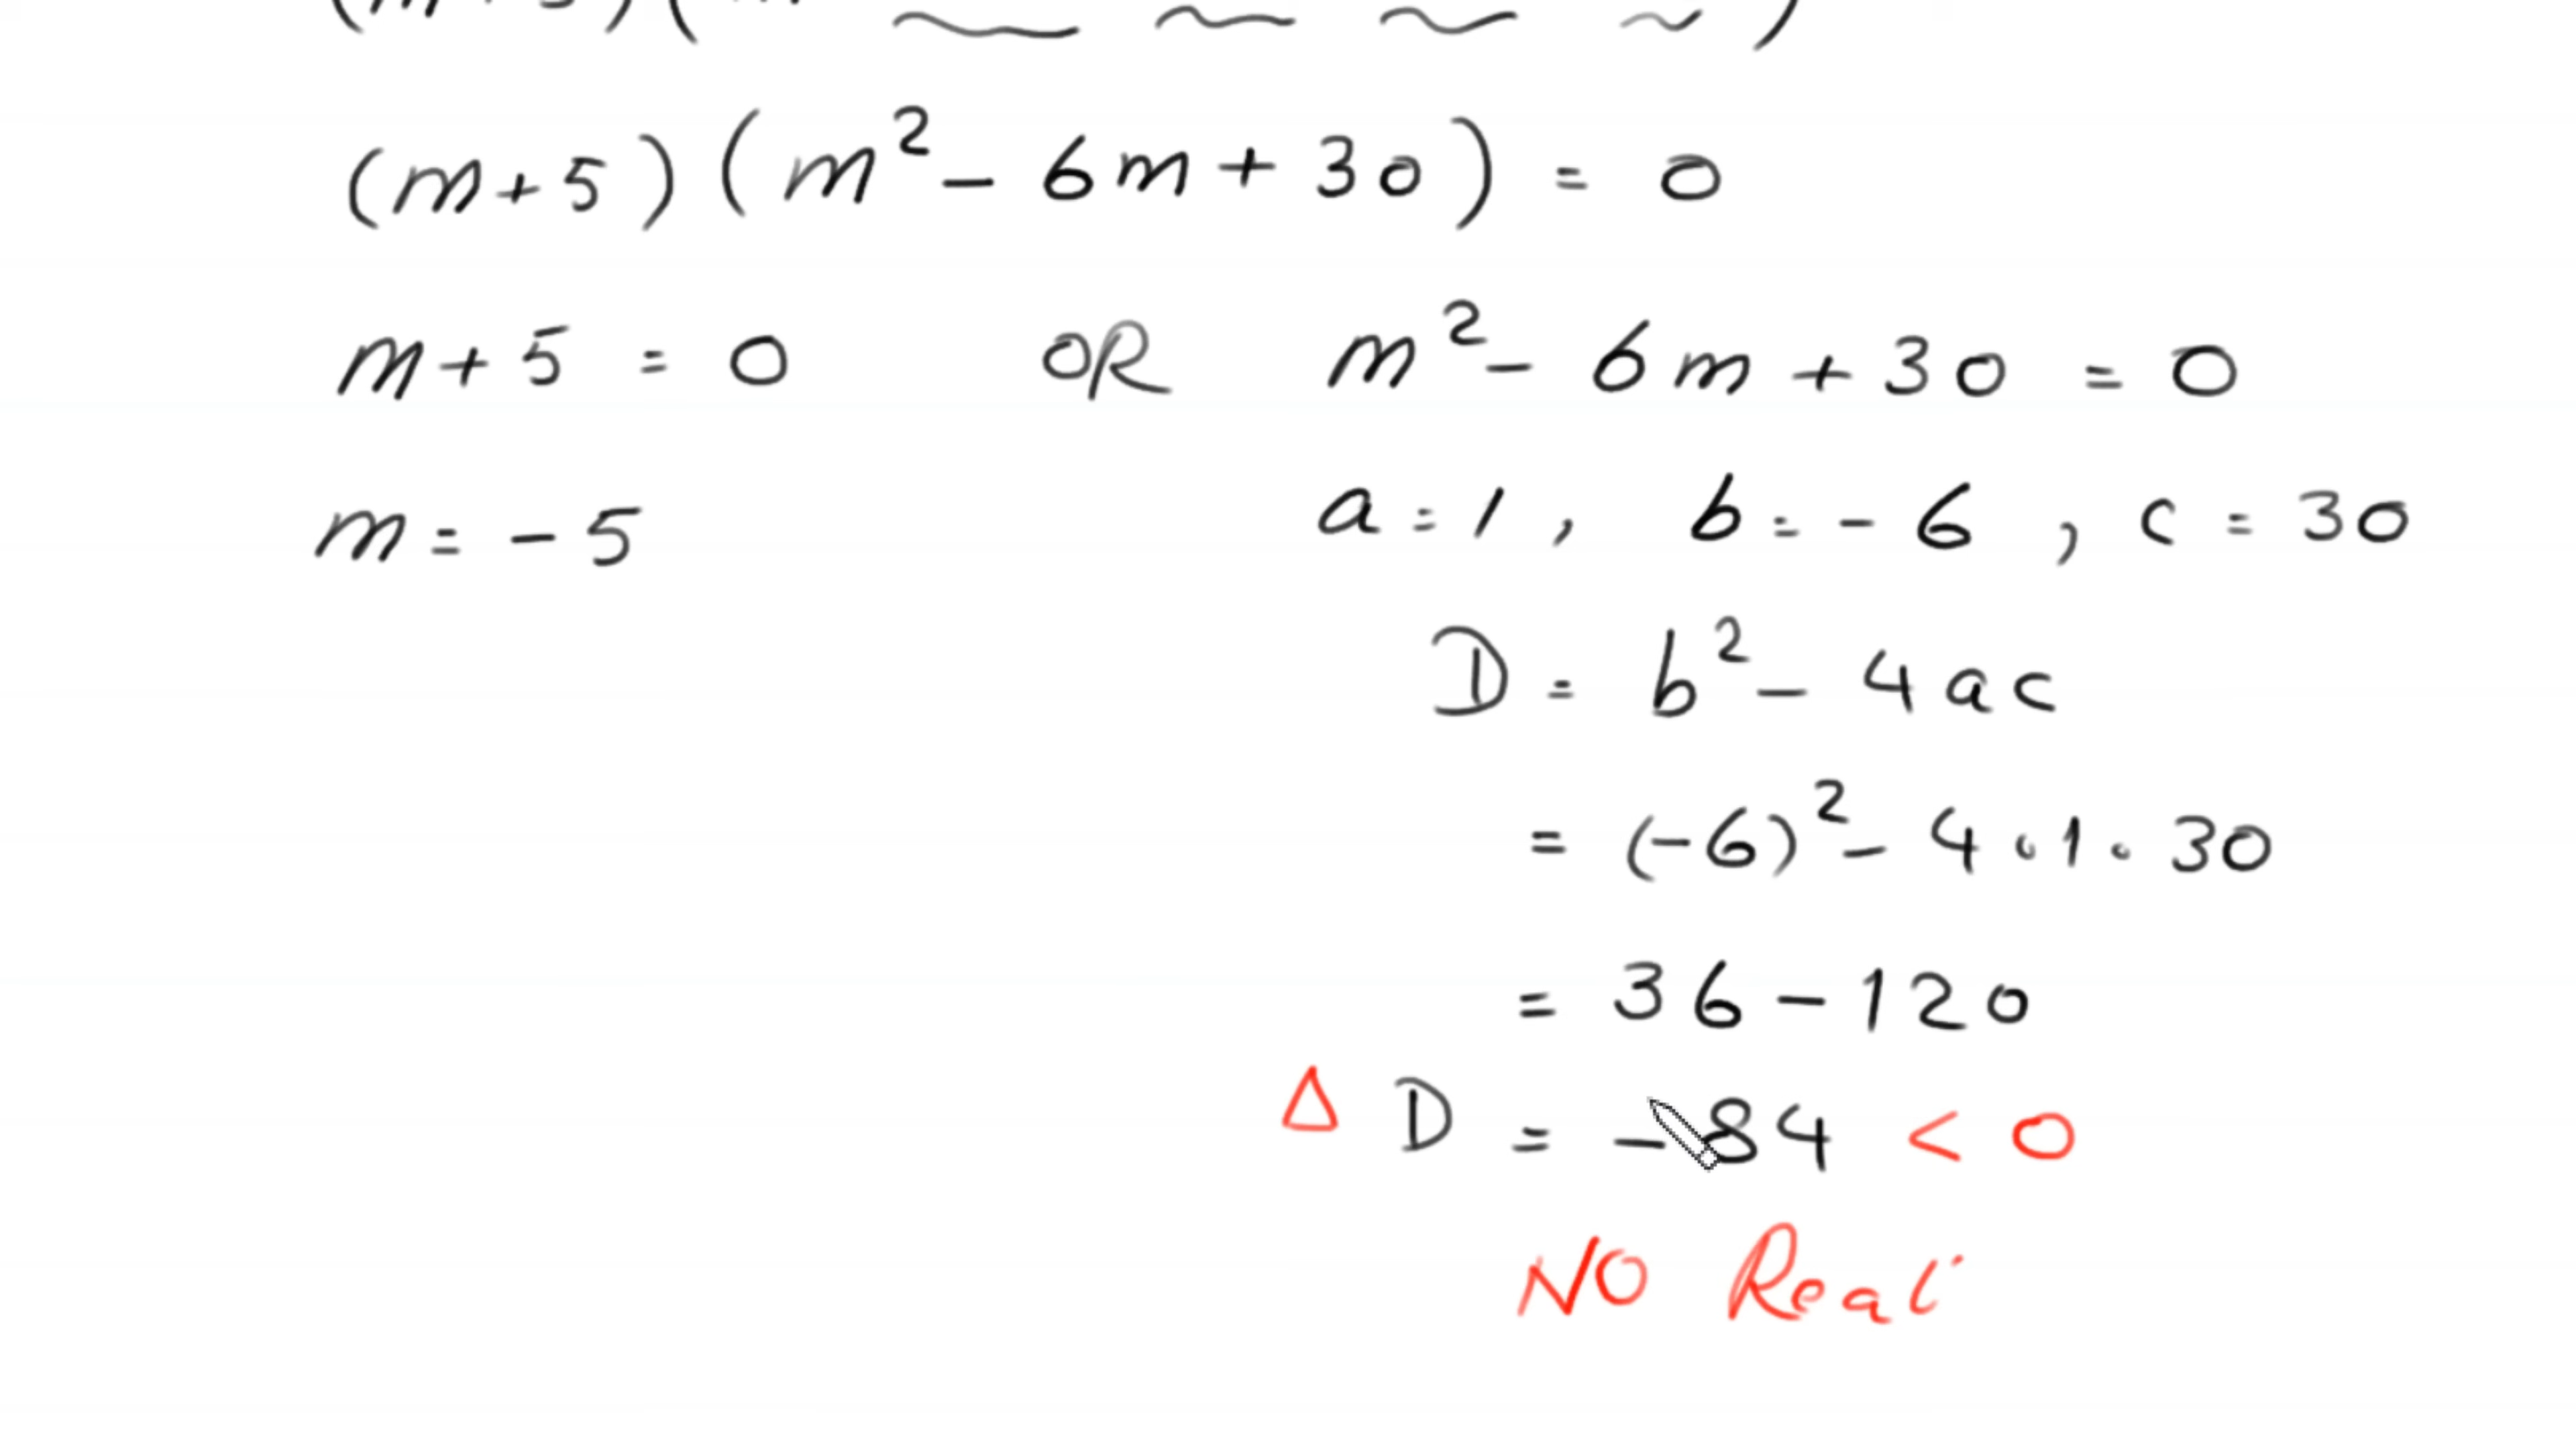 (m+5)(m²-6m+30) = 0
m+5 = 0 OR m²-6m+30 = 0
m = -5 a=1, b=-6, c=30
D = b²-4ac
= (-6)²-4·1·30
= 36-120
Δ D = -84 < 0
NO Real